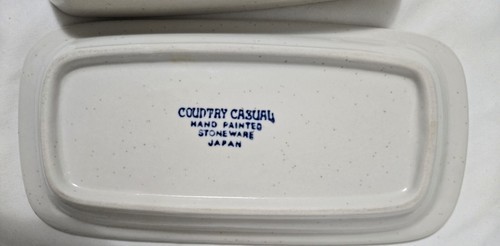 COUNTRY CASUAL
HAND PAINTED
STONEWARE
JAPAN